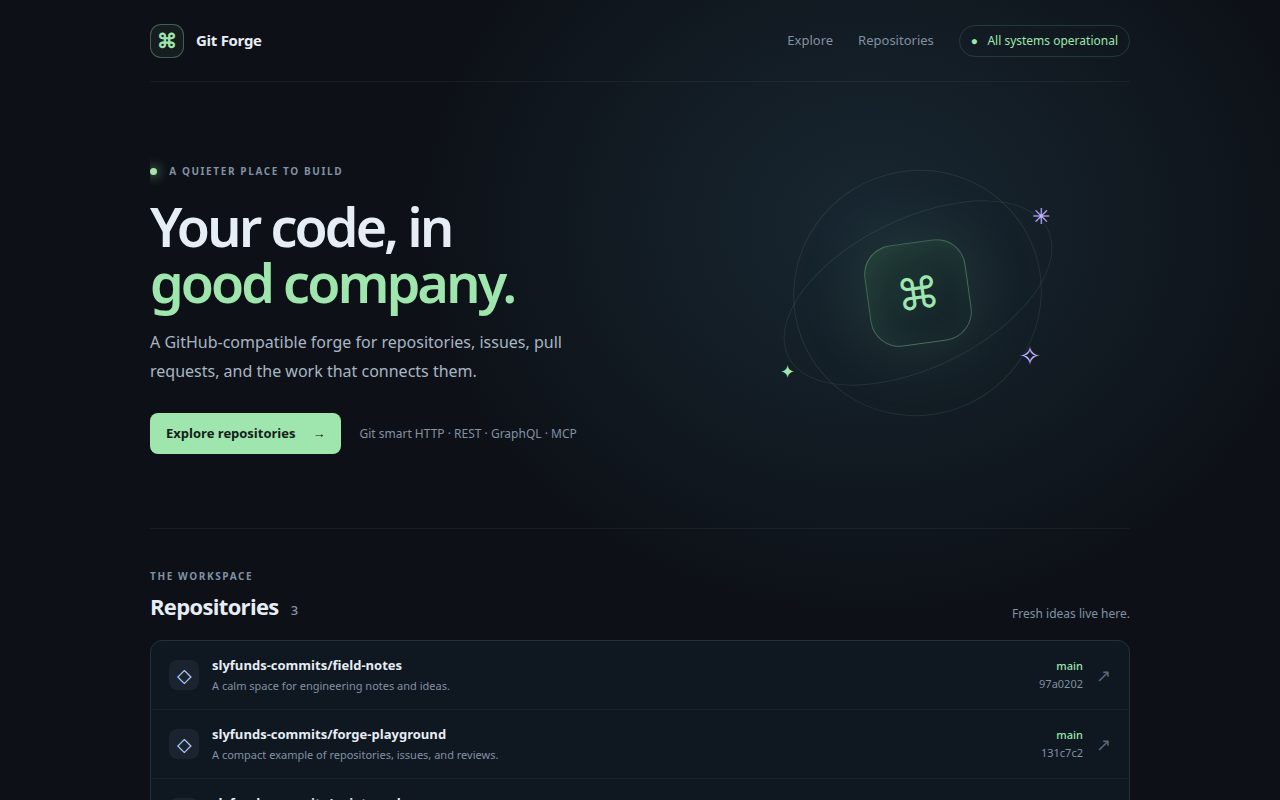 ⌘ Git Forge
Explore
Repositories
● All systems operational
A QUIETER PLACE TO BUILD
Your code, in
good company.
A GitHub-compatible forge for repositories, issues, pull
requests, and the work that connects them.
Explore repositories →
Git smart HTTP · REST · GraphQL · MCP
THE WORKSPACE
Repositories 3
Fresh ideas live here.
slyfunds-commits/field-notes
A calm space for engineering notes and ideas.
main
97a0202 ↗
slyfunds-commits/forge-playground
A compact example of repositories, issues, and reviews.
main
131c7c2 ↗